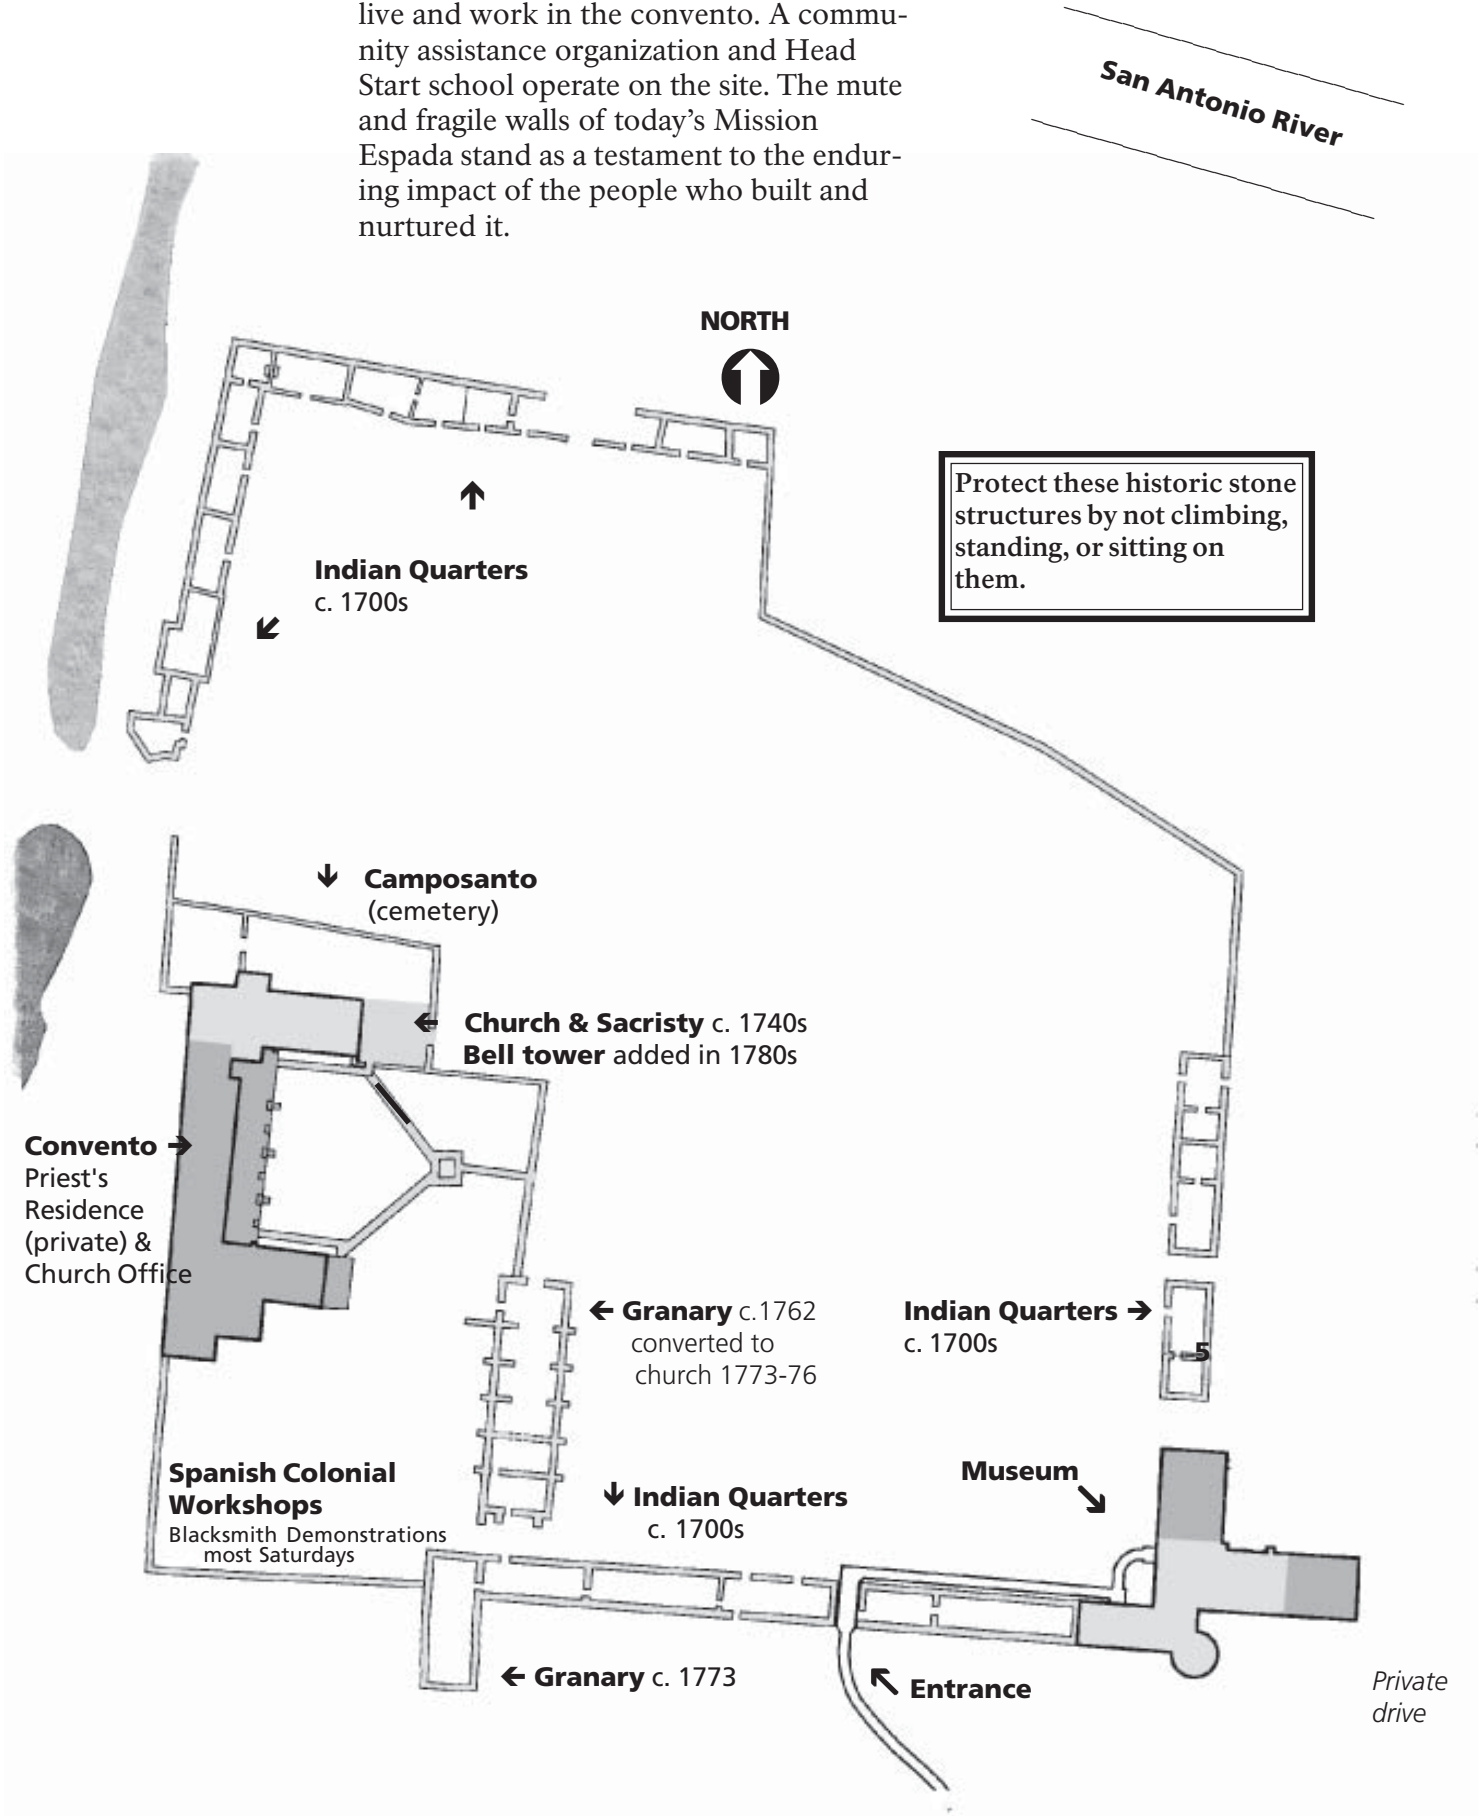 live and work in the convento. A commu-
nity assistance organization and Head
Start school operate on the site. The mute
and fragile walls of today's Mission
Espada stand as a testament to the endur-
ing impact of the people who built and
nurtured it.
San Antonio River
NORTH
Protect these historic stone
structures by not climbing,
standing, or sitting on
them.
Indian Quarters
c. 1700s
Camposanto
(cemetery)
Church & Sacristy c. 1740s
Bell tower added in 1780s
Convento
Priest's
Residence
(private) &
Church Office
Granary c.1762
converted to
church 1773-76
Indian Quarters
c. 1700s
5
Spanish Colonial
Workshops
Blacksmith Demonstrations
most Saturdays
Indian Quarters
c. 1700s
Museum
Granary c. 1773
Entrance
Private
drive